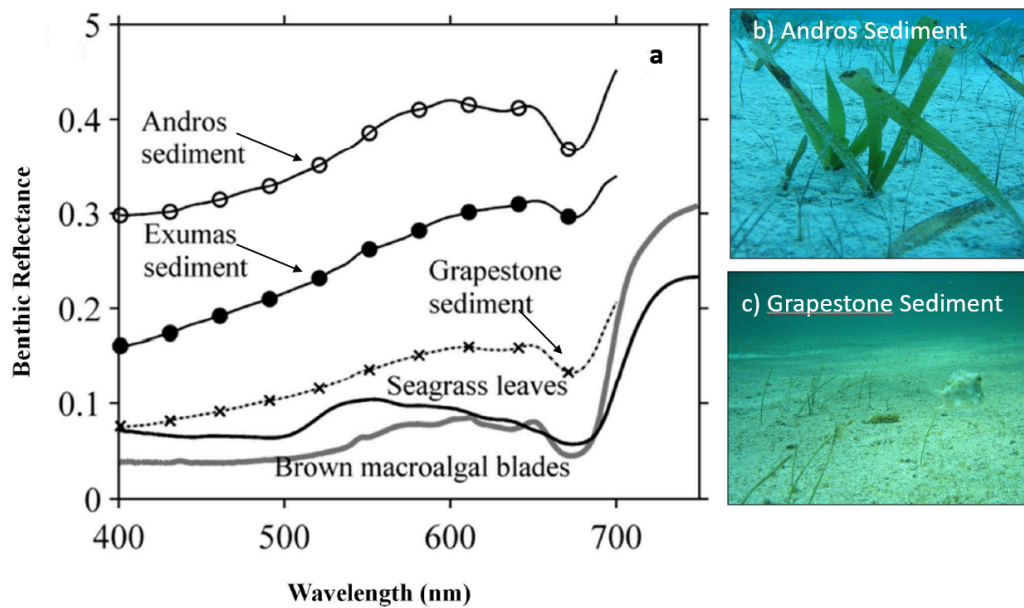 0.5
a
b) Andros Sediment
Andros
sediment
0.4
Benthic Reflectance
0.3
Exumas
sediment
Grapestone
sediment
c) Grapestone Sediment
0.2
Seagrass leaves
0.1
Brown macroalgal blades
0
400
500
600
700
Wavelength (nm)